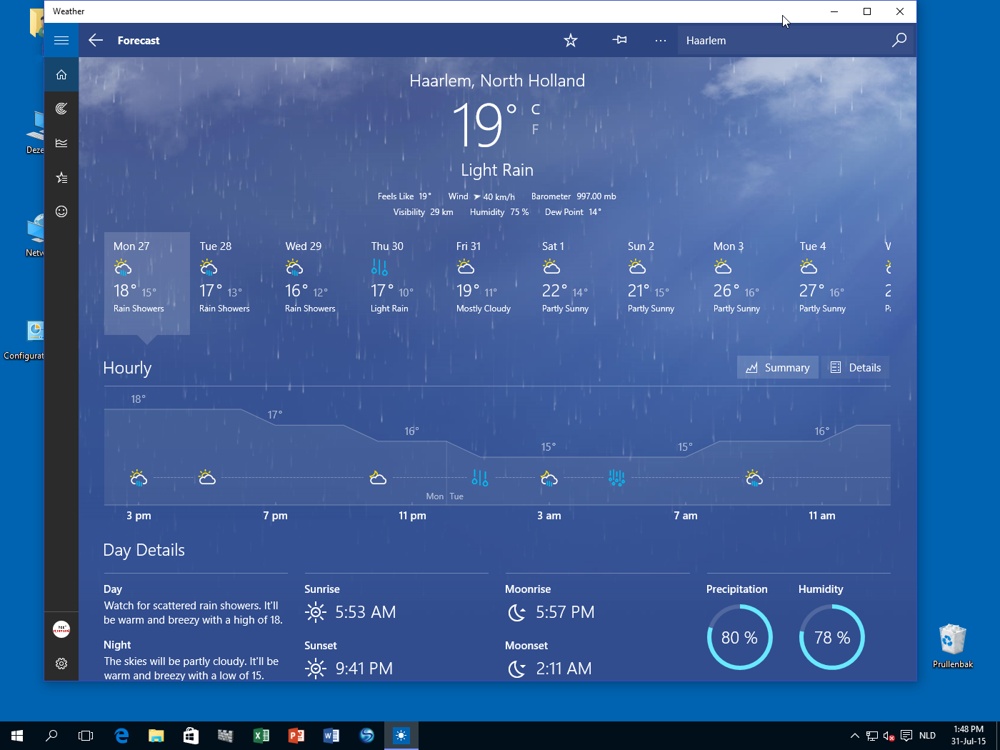 Weather
Forecast
Haarlem
Haarlem, North Holland
19° C
F
Light Rain
Feels Like 19° Wind 40 km/h Barometer 997.00 mb
Visibility 29 km Humidity 75 % Dew Point 14°
Mon 27 Tue 28 Wed 29 Thu 30 Fri 31 Sat 1 Sun 2 Mon 3 Tue 4
18° 15° 17° 13° 16° 12° 17° 10° 19° 11° 22° 14° 21° 15° 26° 16° 27° 16° 2
Rain Showers Rain Showers Rain Showers Light Rain Mostly Cloudy Partly Sunny Partly Sunny Partly Sunny Partly Sunny
Hourly Summary Details
18°
17°
16° 16°
15° 15°
Mon Tue
3 pm 7 pm 11 pm 3 am 7 am 11 am
Day Details
Day
Watch for scattered rain showers. It'll
be warm and breezy with a high of 18.
Night
The skies will be partly cloudy. It'll be
warm and breezy with a low of 15.
Sunrise
5:53 AM
Sunset
9:41 PM
Moonrise
5:57 PM
Moonset
2:11 AM
Precipitation Humidity
80 % 78 %
Deze
Netw
Configurat
Prullenbak
NLD
1:48 PM
31-Jul-15